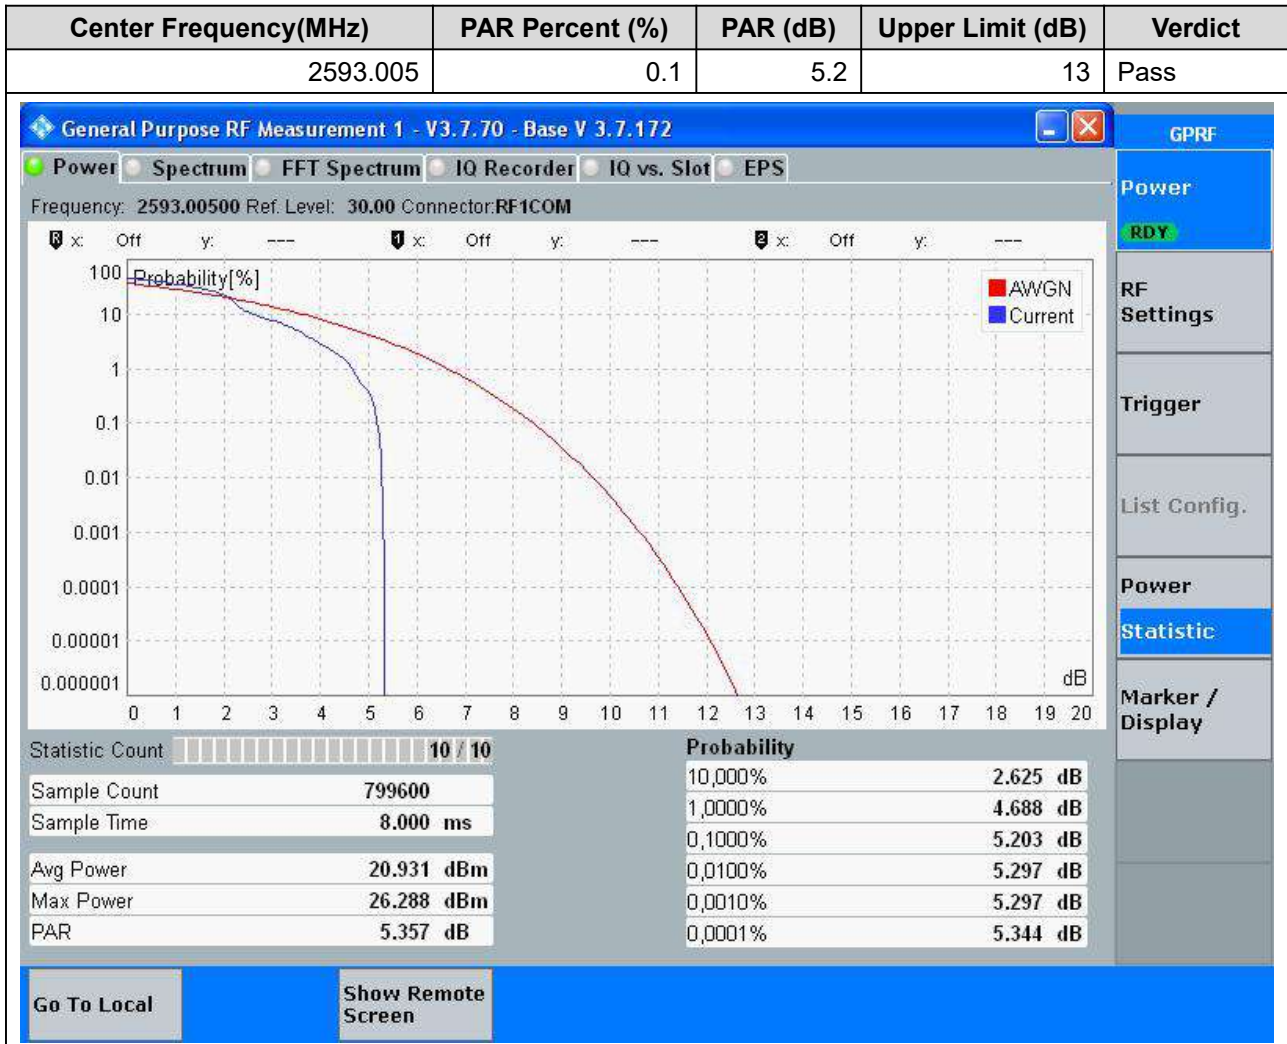 Center Frequency(MHz) PAR Percent (%) PAR (dB) Upper Limit (dB) Verdict
2593.005 0.1 5.2 13 Pass
General Purpose RF Measurement 1 - V3.7.70 - Base V 3.7.172
GPRF
Power Spectrum FFT Spectrum IQ Recorder IQ vs. Slot EPS
Power
RDY
Frequency: 2593.00500 Ref. Level: 30.00 Connector:RF1COM
R x: Off y: --- 1 x: Off y: --- 2 x: Off y: ---
Probability[%]
AWGN
Current
100
10
1
0.1
0.01
0.001
0.0001
0.00001
0.000001
dB
0 1 2 3 4 5 6 7 8 9 10 11 12 13 14 15 16 17 18 19 20
RF
Settings
Trigger
List Config.
Power
Statistic
Marker /
Display
Statistic Count 10 / 10
Sample Count 799600
Sample Time 8.000 ms
Avg Power 20.931 dBm
Max Power 26.288 dBm
PAR 5.357 dB
Probability
10,000% 2.625 dB
1,0000% 4.688 dB
0,1000% 5.203 dB
0,0100% 5.297 dB
0,0010% 5.297 dB
0,0001% 5.344 dB
Go To Local
Show Remote
Screen